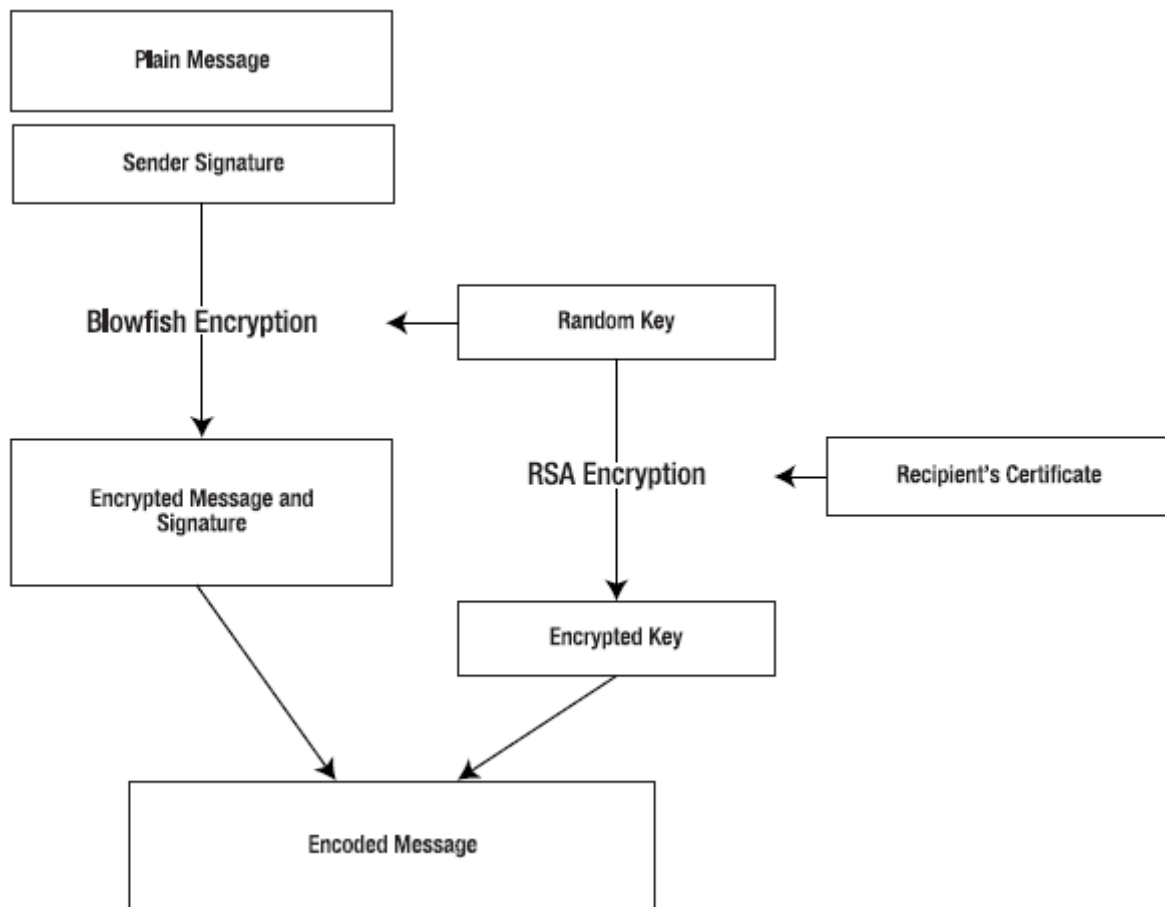 Plain Message
Sender Signature
Blowfish Encryption
Random Key
RSA Encryption
Recipient's Certificate
Encrypted Message and
Signature
Encrypted Key
Encoded Message